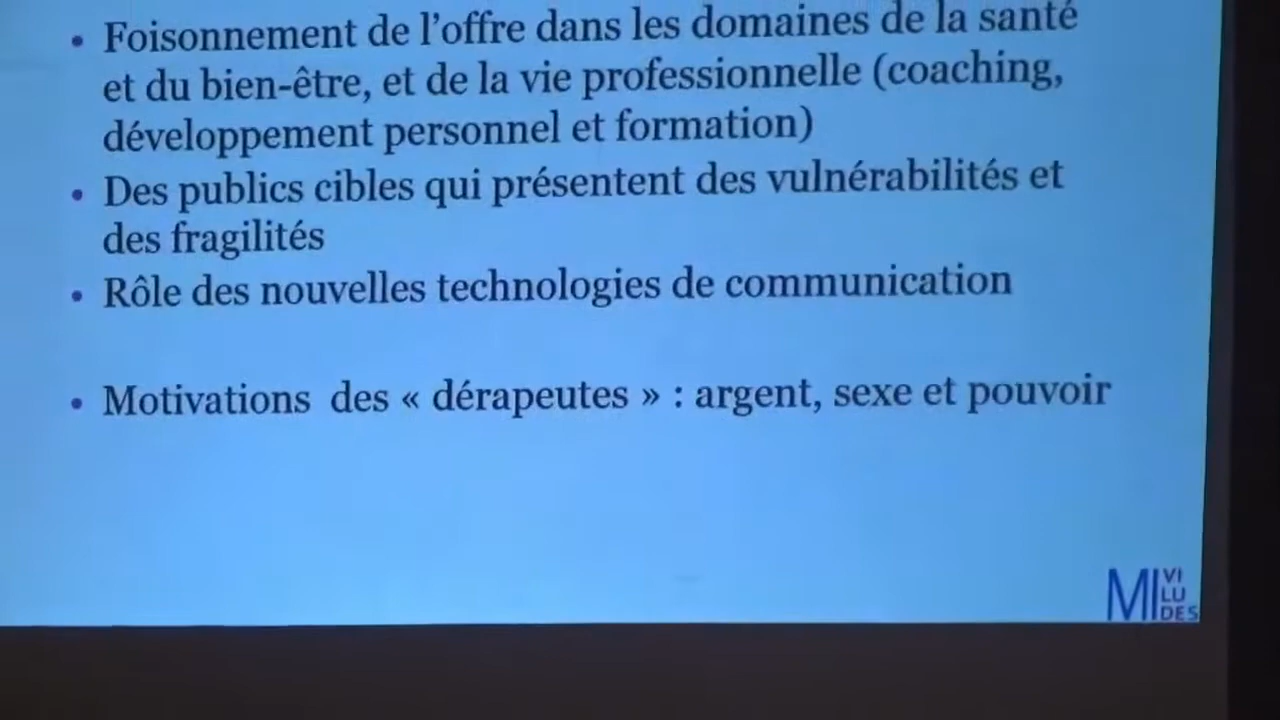 • Foisonnement de l'offre dans les domaines de la santé
et du bien-être, et de la vie professionnelle (coaching,
développement personnel et formation)
• Des publics cibles qui présentent des vulnérabilités et
des fragilités
• Rôle des nouvelles technologies de communication
• Motivations des « dérapeutes » : argent, sexe et pouvoir
MI
VI
LU
DES